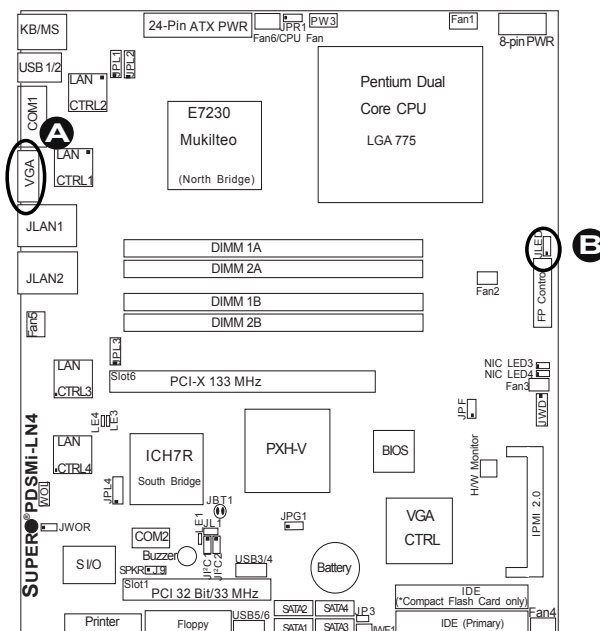 KB/MS
24-Pin ATX PWR
JPR1
PW3
Fan6/CPU Fan
Fan1
8-pin PWR
USB 1/2
JPL1
JPL2
LAN
CTRL2
COM1
A
E7230
Mukilteo
(North Bridge)
Pentium Dual
Core CPU
LGA 775
VGA
LAN
CTRL1
JLAN1
JLAN2
JLED
B
DIMM 1A
DIMM 2A
DIMM 1B
DIMM 2B
Fan2
FP Control
Fan5
JPL3
Slot6
PCI-X 133 MHz
NIC LED3
NIC LED4
Fan3
LAN
CTRL3
LE4
LE3
JPF
JWD
LAN
CTRL4
ICH7R
South Bridge
PXH-V
BIOS
H/W Monitor
WOL
JPL4
JBT1
JPG1
VGA
CTRL
IPMI 2.0
SUPER® PDSMi-LN4
JWOR
COM2
LE1
JL1
Buzzer
S I/O
SPKR
J9
JI²C1
JI²C2
USB3/4
Battery
Slot1
PCI 32 Bit/33 MHz
IDE
(*Compact Flash Card only)
Printer
Floppy
USB5/6
SATA2
SATA4
JP3
SATA1
SATA3
JWF1
IDE (Primary)
Fan4